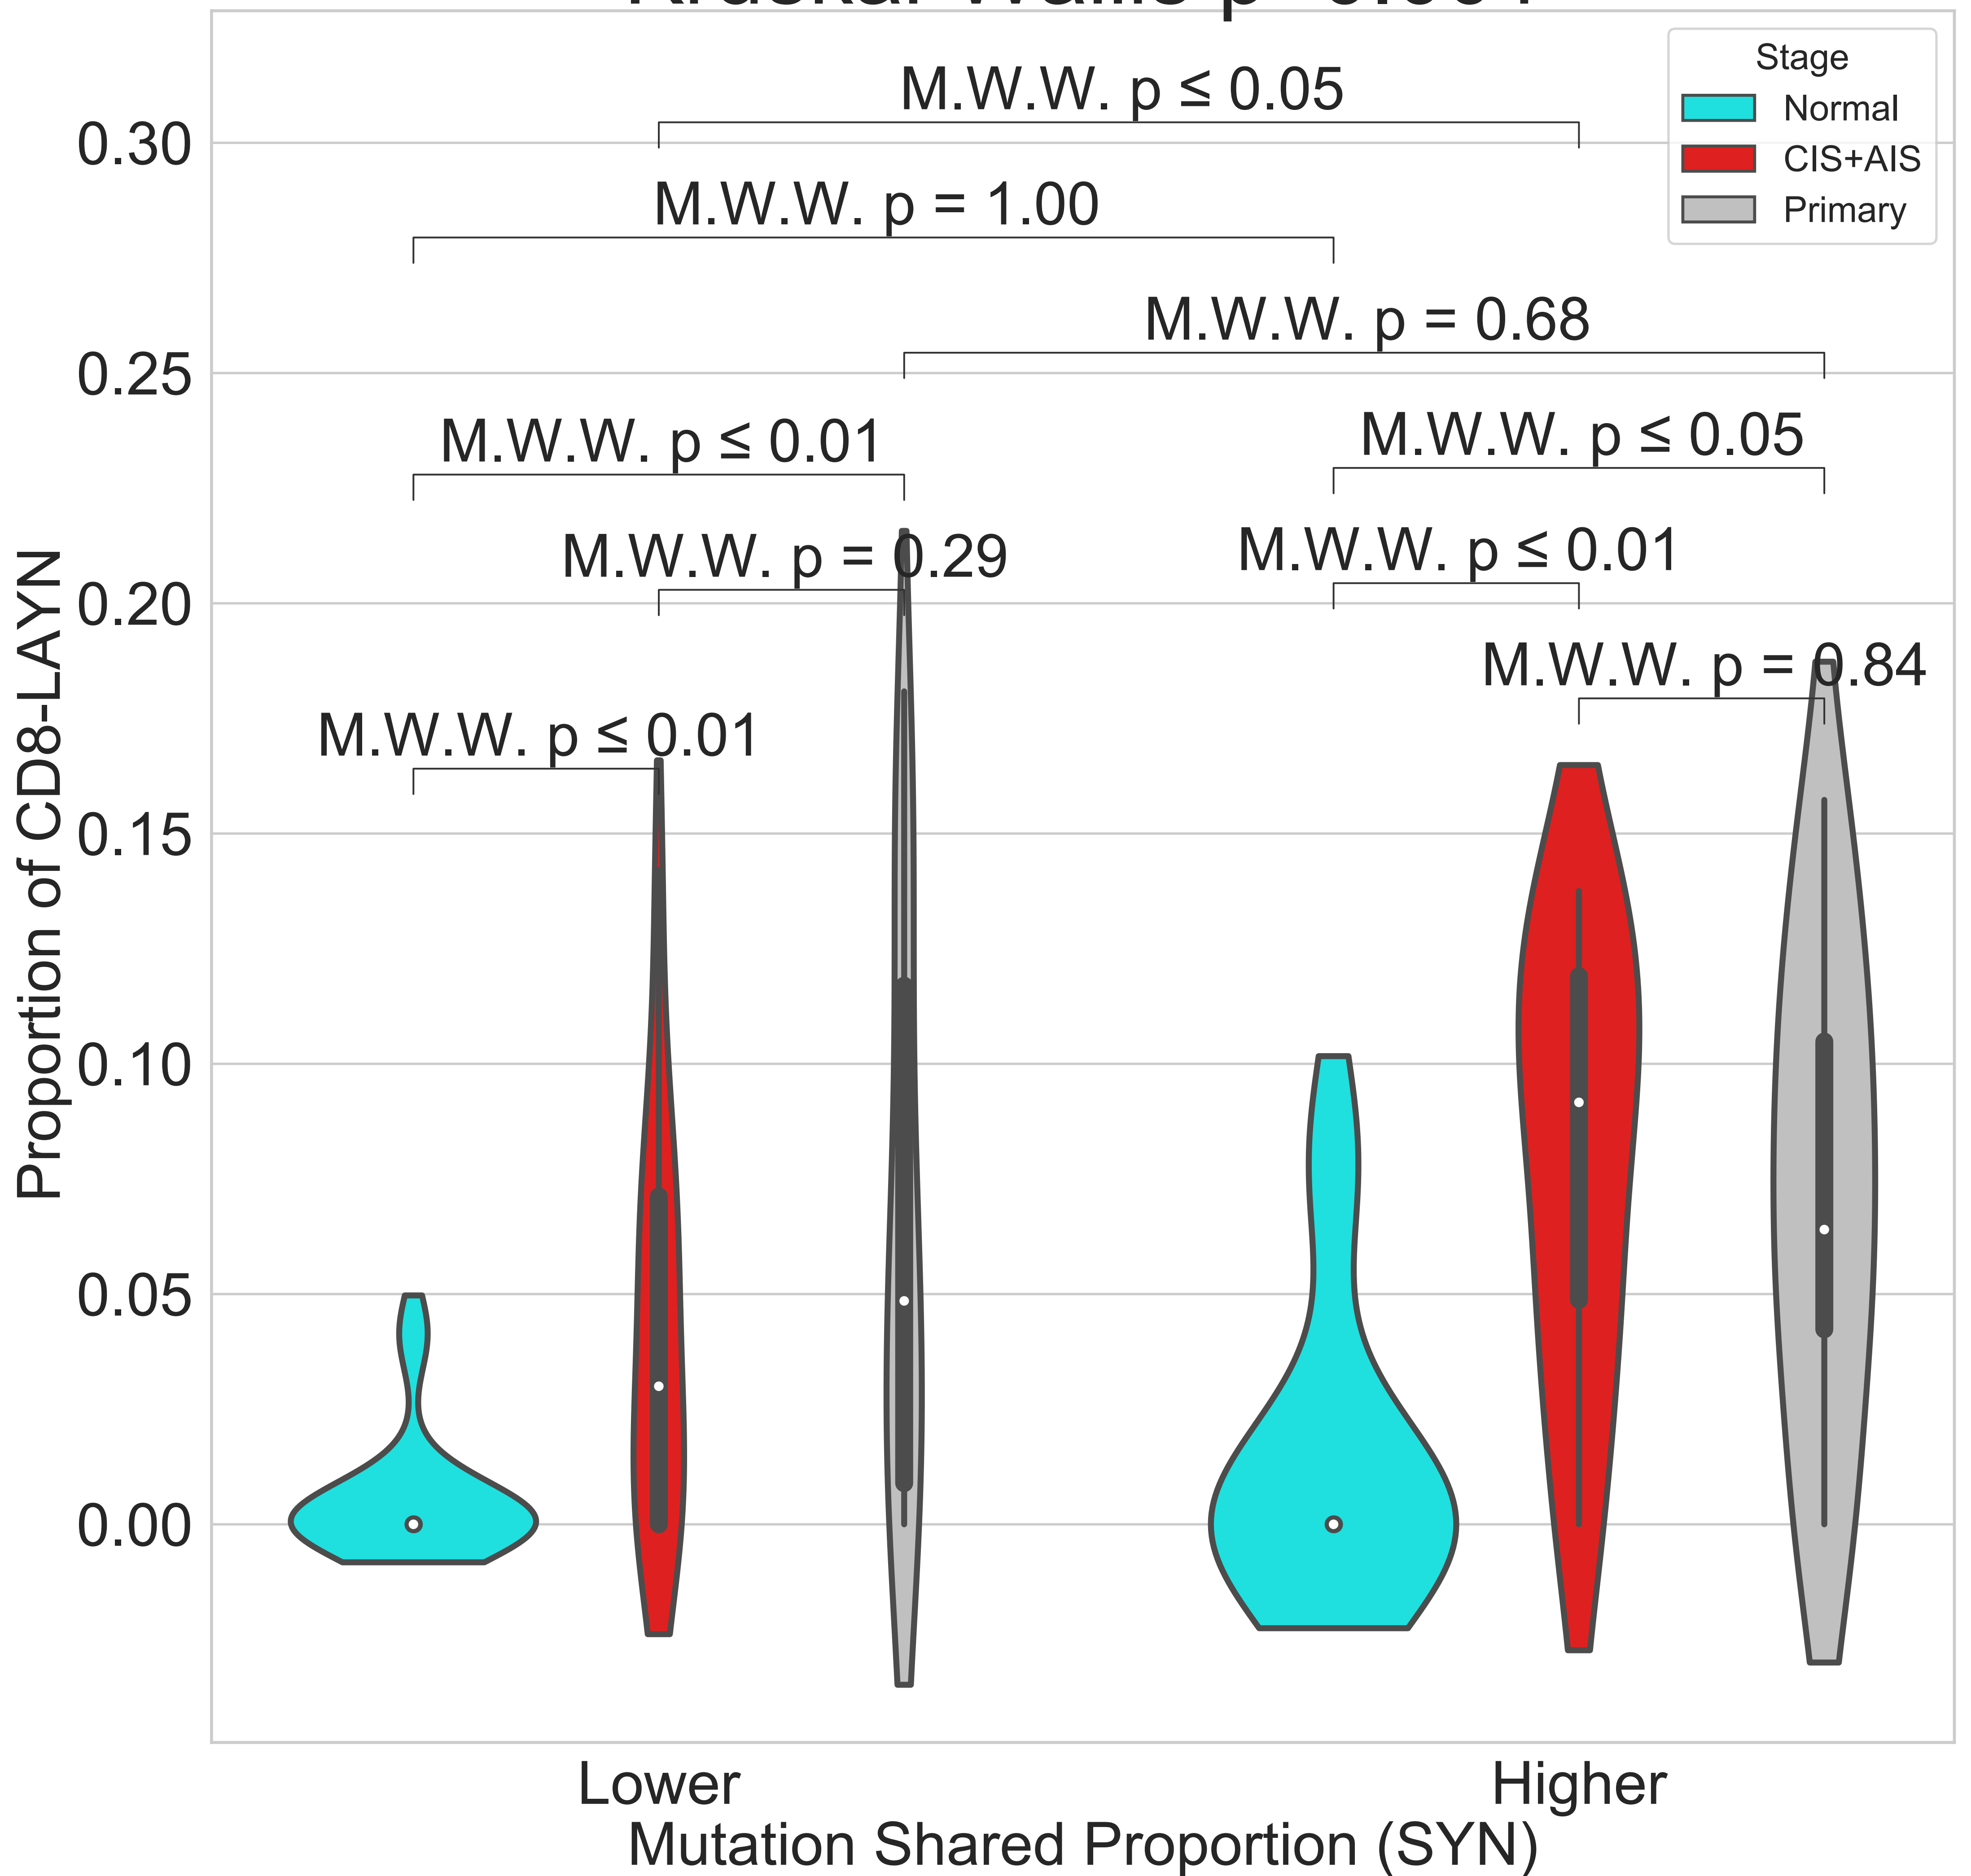 Stage
Normal
CIS+AIS
Primary
M.W.W. p ≤ 0.05
M.W.W. p = 1.00
M.W.W. p = 0.68
M.W.W. p ≤ 0.01
M.W.W. p ≤ 0.05
M.W.W. p = 0.29
M.W.W. p ≤ 0.01
M.W.W. p = 0.84
M.W.W. p ≤ 0.01
0.30
0.25
0.20
0.15
0.10
0.05
0.00
Proportion of CD8-LAYN
Lower
Higher
Mutation Shared Proportion (SYN)